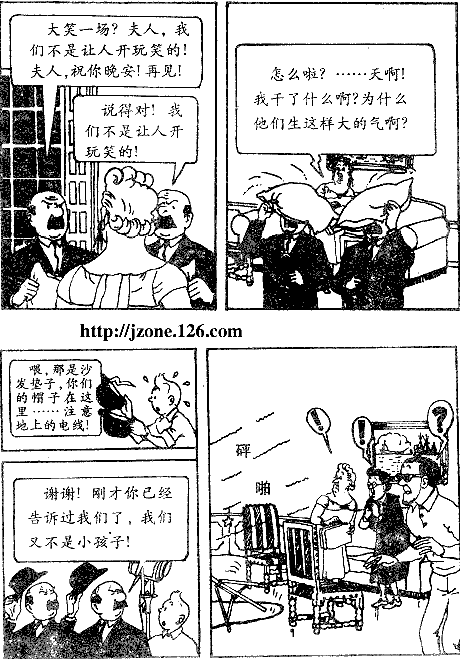 大笑一场？夫人，我
们不是让人开玩笑的！
夫人，祝你晚安！再见！
说得对！我
们不是让人开
玩笑的！
怎么啦？……天啊！
我干了什么啊？为什么
他们生这样大的气啊？
http://jzone.126.com
喂，那是沙
发垫子，你们
的帽子在这
里……注意
地上的电线！
谢谢！刚才你已经
告诉过我们了，我们
又不是小孩子！
砰
啪
！
！
？